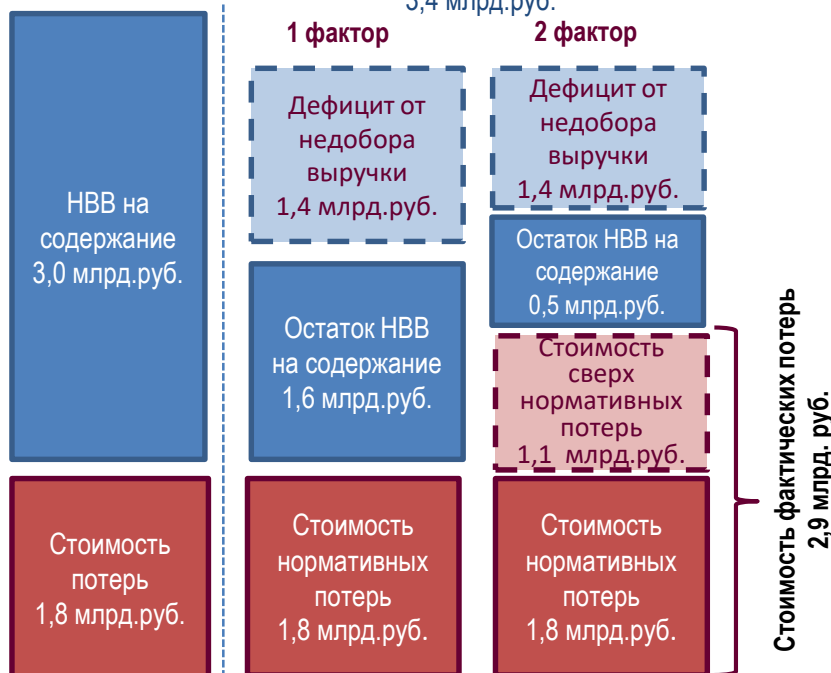 3,4 млрд.руб.
1 фактор
2 фактор
НВВ на
содержание
3,0 млрд.руб.
Стоимость
потерь
1,8 млрд.руб.
Дефицит от
недобора
выручки
1,4 млрд.руб.
Остаток НВВ
на содержание
1,6 млрд.руб.
Стоимость
нормативных
потерь
1,8 млрд.руб.
Дефицит от
недобора
выручки
1,4 млрд.руб.
Остаток НВВ на
содержание
0,5 млрд.руб.
Стоимость
сверх
нормативных
потерь
1,1 млрд.руб.
Стоимость
нормативных
потерь
1,8 млрд.руб.
Стоимость фактических потерь
2,9 млрд. руб.